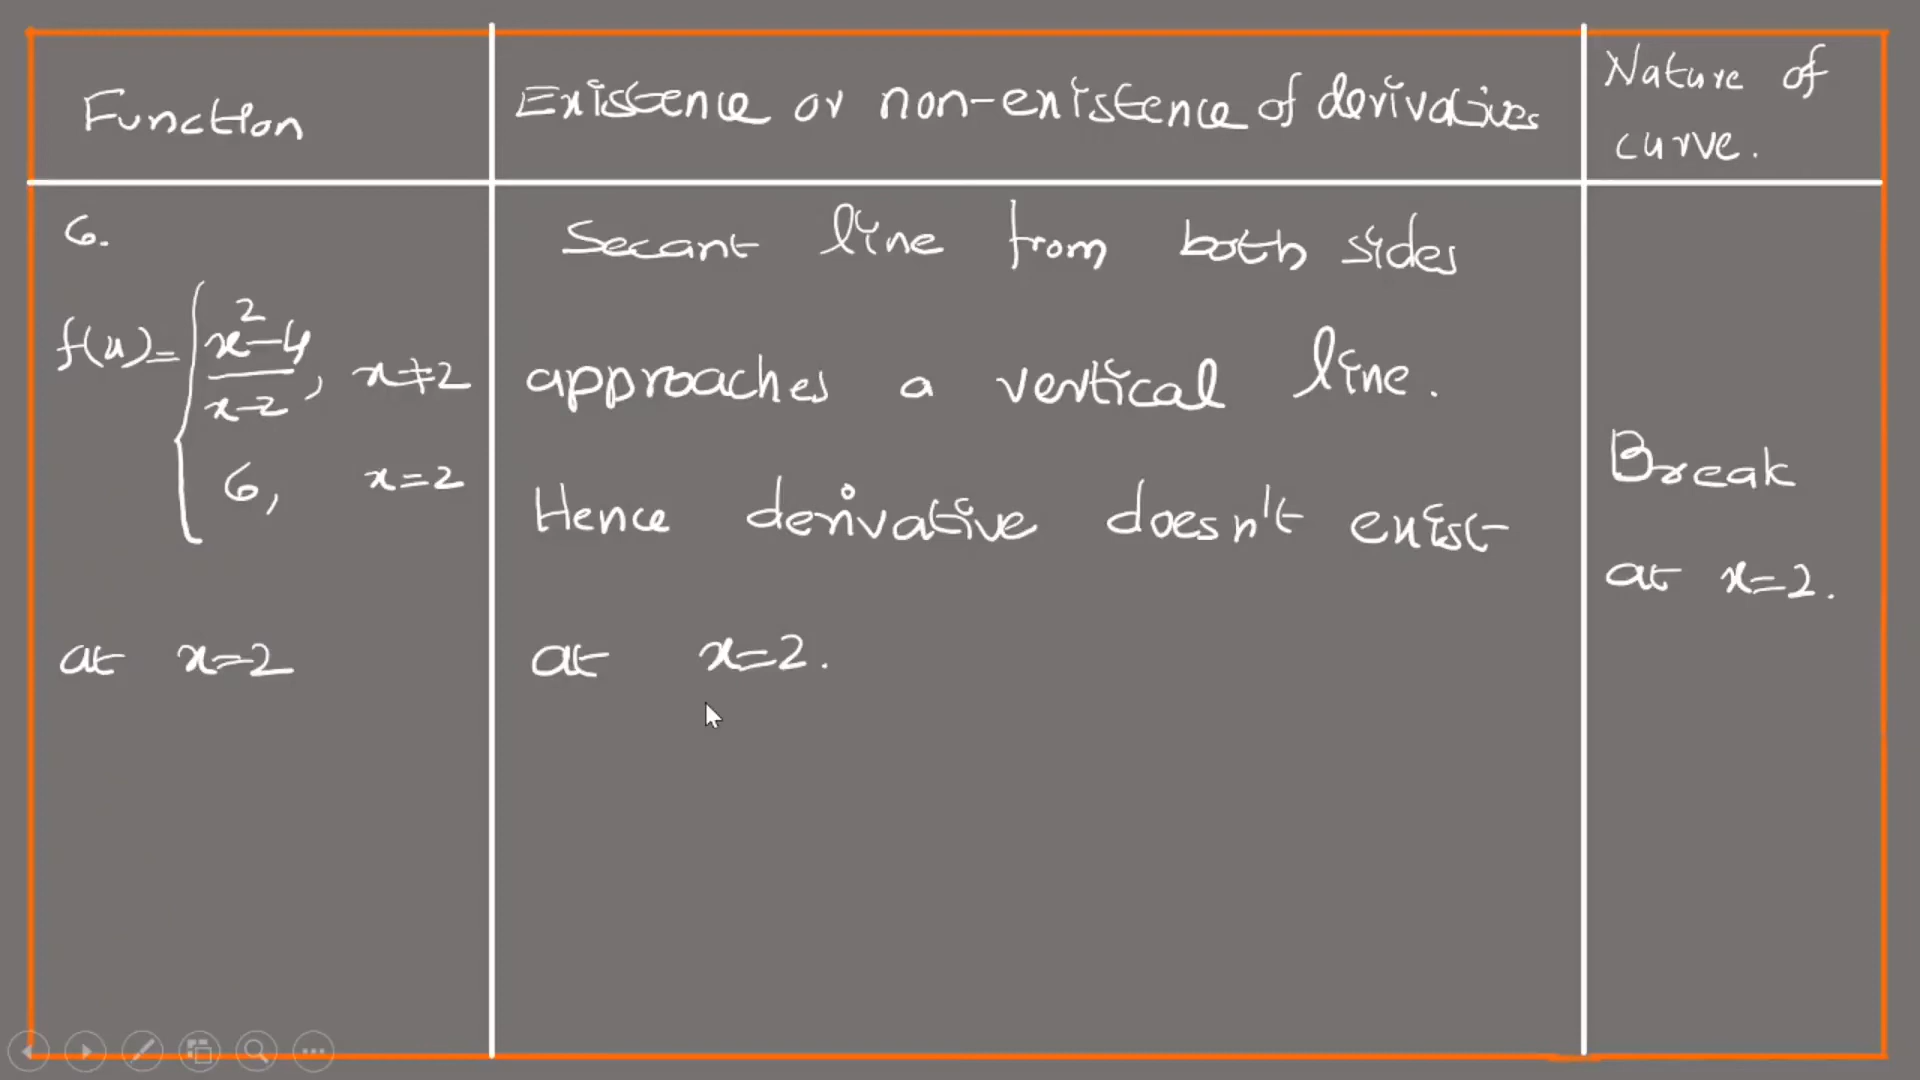 Function
Existence or non-existence of derivatives
Nature of
curve.
6.
f(x) = { x²-4 / x-2 , x≠2
6, x=2
at x=2
Secant line from both sides
approaches a vertical line.
Hence derivative doesn't exist
at x=2.
Break
at x=2.